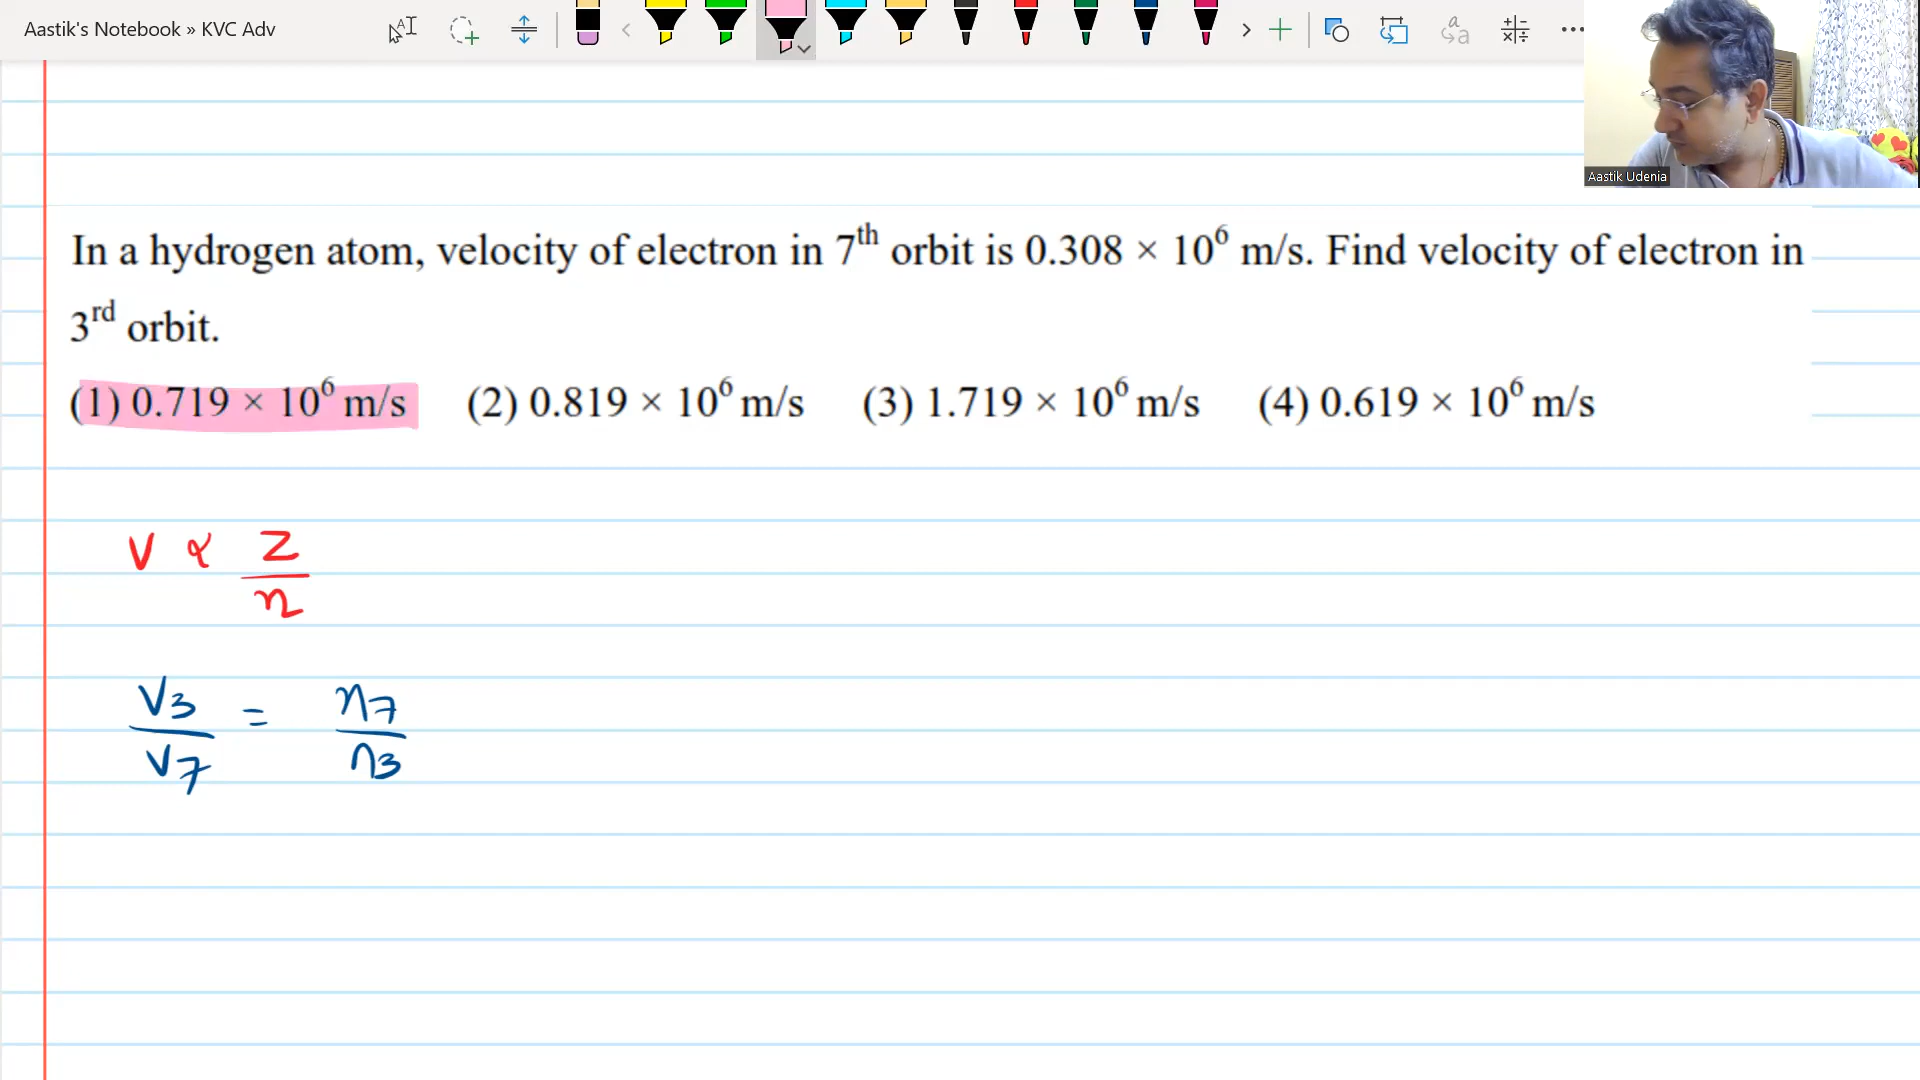 Aastik's Notebook » KVC Adv
Aastik Udenia
In a hydrogen atom, velocity of electron in 7th orbit is 0.308 × 10⁶ m/s. Find velocity of electron in
3rd orbit.
(1) 0.719 × 10⁶ m/s (2) 0.819 × 10⁶ m/s (3) 1.719 × 10⁶ m/s (4) 0.619 × 10⁶ m/s
V ∝ Z/n
V₃/V₇ = n₇/n₃